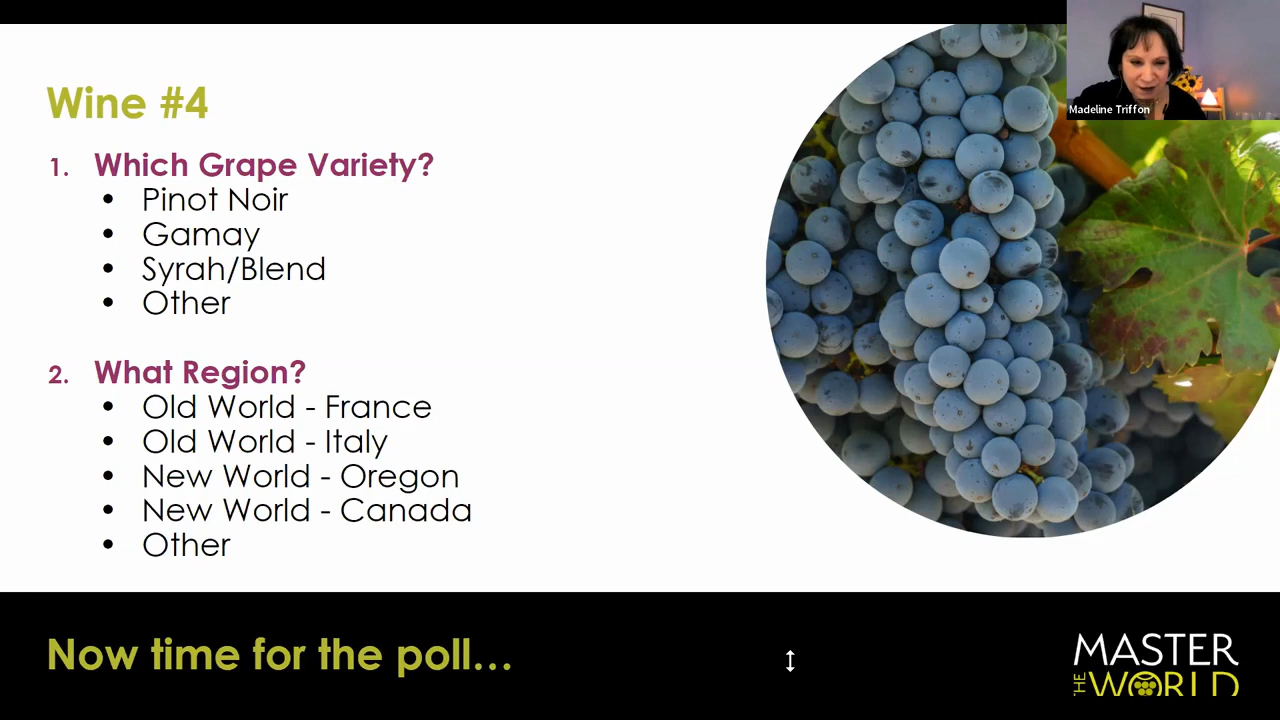 Wine #4
1. Which Grape Variety?
• Pinot Noir
• Gamay
• Syrah/Blend
• Other
2. What Region?
• Old World - France
• Old World - Italy
• New World - Oregon
• New World - Canada
• Other
Now time for the poll...
Madeline Triffon
MASTER
THE WORLD